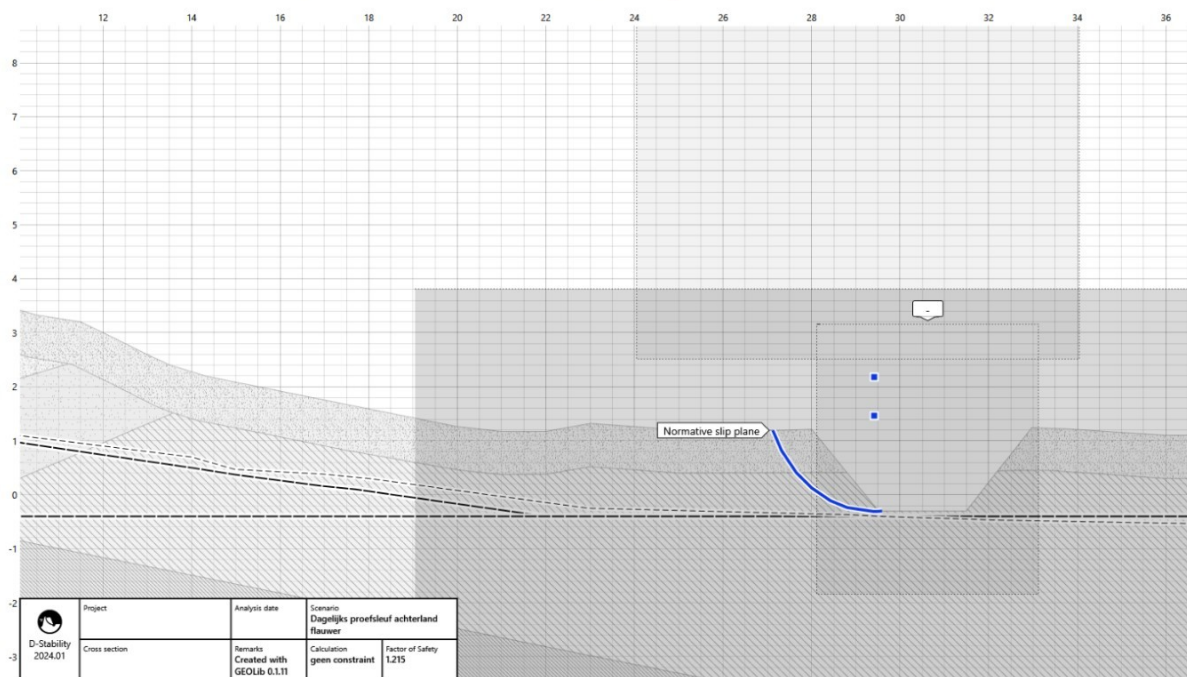 12 14 16 18 20 22 24 26 28 30 32 34 36
8
7
6
5
4
3
2
1
0
-1
-2
-3
-
Normative slip plane
D-Stability
2024.01
Project
Analysis date
Scenario
Dagelijks proefsleuf achterland
flauwer
Cross section
Remarks
Created with
GEOLib 0.1.11
Calculation
geen constraint
Factor of Safety
1.215